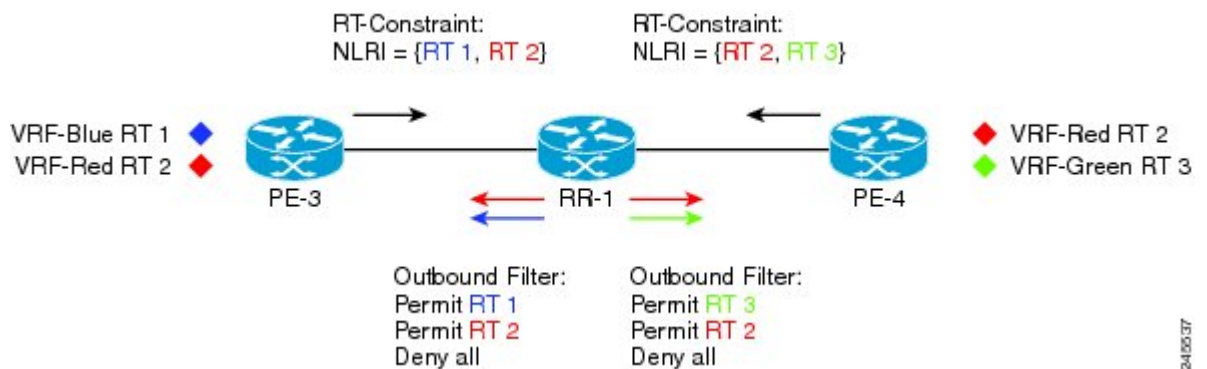 RT-Constraint:
NLRI = {RT 1, RT 2}
RT-Constraint:
NLRI = {RT 2, RT 3}
VRF-Blue RT 1
VRF-Red RT 2
PE-3
RR-1
PE-4
VRF-Red RT 2
VRF-Green RT 3
Outbound Filter:
Permit RT 1
Permit RT 2
Deny all
Outbound Filter:
Permit RT 3
Permit RT 2
Deny all
245537